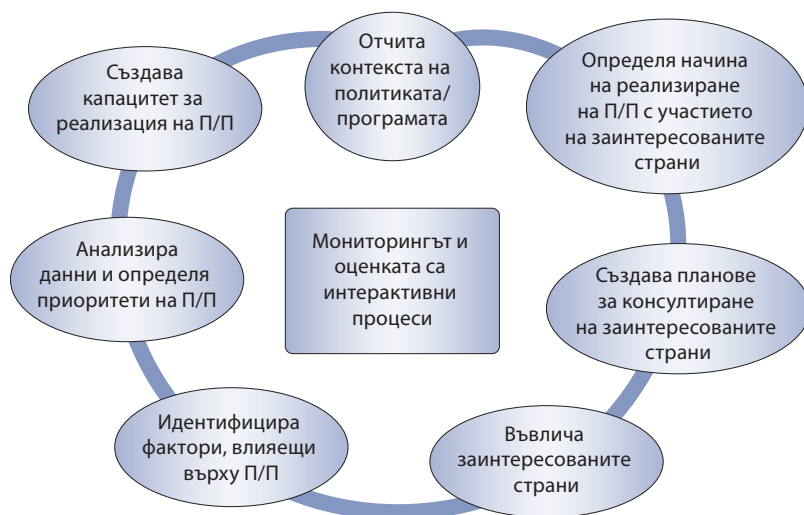 Отчита
контекста на
политиката/
програмата
Определя начина
на реализиране
на П/П с участието
на заинтересованите
страни
Създава планове
за консултиране
на заинтересованите
страни
Въвлича
заинтересованите
страни
Идентифицира
фактори, влияещи
върху П/П
Анализира
данни и определя
приоритети на П/П
Създава
капацитет за
реализация на П/П
Мониторингът и
оценката са
интерактивни
процеси